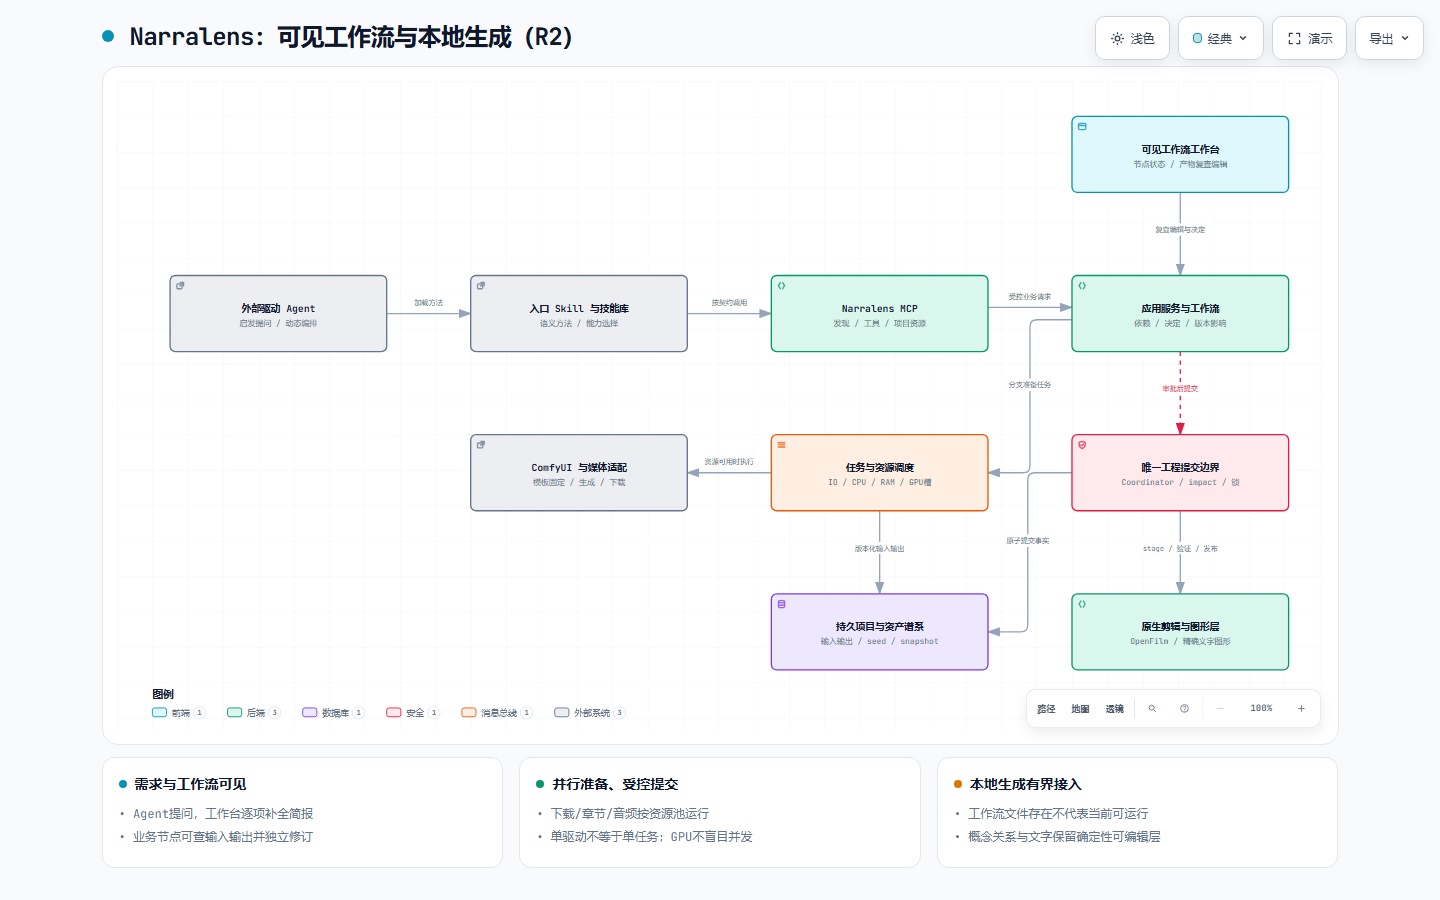 Narralens: 可见工作流与本地生成（R2）
浅色
经典
演示
导出
可见工作流工作台
节点状态 / 产物复查编辑
复查编辑与决定
外部驱动 Agent
启发提问 / 动态编排
加载方法
入口 Skill 与技能库
语义方法 / 能力选择
按契约调用
Narralens MCP
发现 / 工具 / 项目资源
受控业务请求
应用服务与工作流
依赖 / 决定 / 版本影响
分支准备任务
审批后提交
ComfyUI 与媒体适配
模板固定 / 生成 / 下载
资源可用时执行
任务与资源调度
IO / CPU / RAM / GPU槽
唯一工程提交边界
Coordinator / impact / 锁
版本化输入输出
原子提交事实
stage / 验证 / 发布
持久项目与资产谱系
输入输出 / seed / snapshot
原生剪辑与图形层
OpenFilm / 精确文字图形
图例
前端 1
后端 3
数据库 1
安全 1
消息总线 1
外部系统 3
路径
地图
透镜
100%
需求与工作流可见
• Agent提问，工作台逐项补全简报
• 业务节点可查输入输出并独立修订
并行准备、受控提交
• 下载/章节/音频按资源池运行
• 单驱动不等于单任务；GPU不盲目并发
本地生成有界接入
• 工作流文件存在不代表当前可运行
• 概念关系与文字保留确定性可编辑层